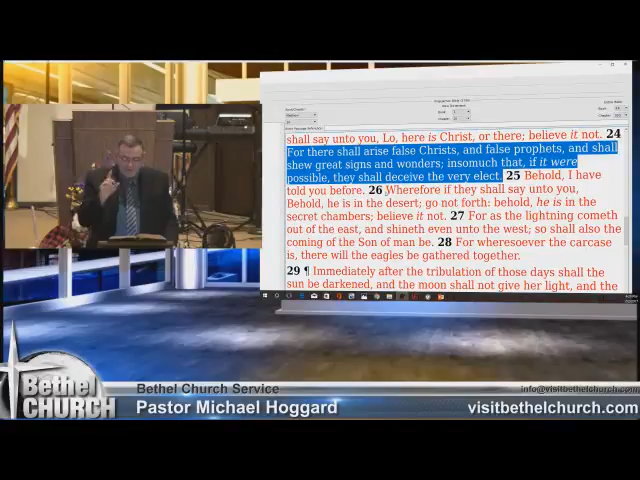 shall say unto you, Lo, here is Christ, or there; believe it not. 24
For there shall arise false Christs, and false prophets, and shall
shew great signs and wonders; insomuch that, if it were
possible, they shall deceive the very elect. 25 Behold, I have
told you before. 26 Wherefore if they shall say unto you,
Behold, he is in the desert; go not forth: behold, he is in the
secret chambers; believe it not. 27 For as the lightning cometh
out of the east, and shineth even unto the west; so shall also the
coming of the Son of man be. 28 For wheresoever the carcase
is, there will the eagles be gathered together.
29 ¶ Immediately after the tribulation of those days shall the
sun be darkened, and the moon shall not give her light, and the
Bethel
CHURCH
Bethel Church Service
info@visitbethelchurch.com
Pastor Michael Hoggard
visitbethelchurch.com